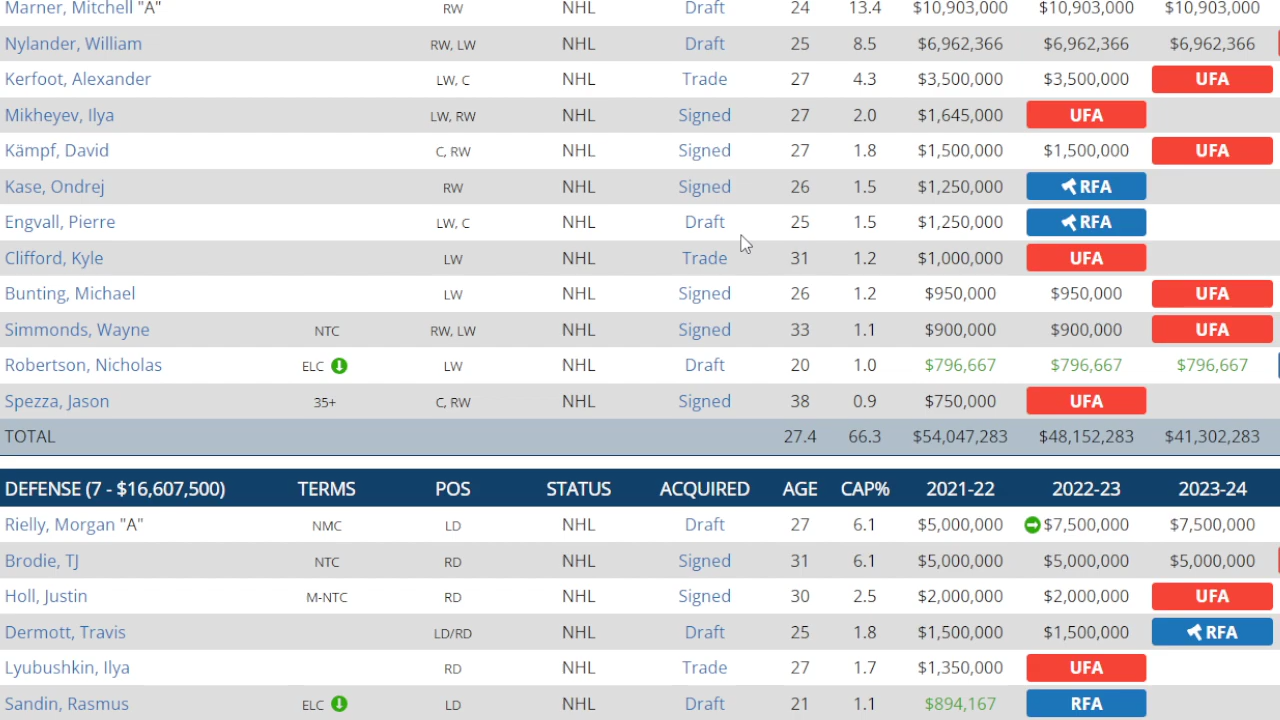 Marner, Mitchell "A" RW NHL Draft 24 13.4 $10,903,000 $10,903,000 $10,903,000
Nylander, William RW, LW NHL Draft 25 8.5 $6,962,366 $6,962,366 $6,962,366
Kerfoot, Alexander LW, C NHL Trade 27 4.3 $3,500,000 $3,500,000 UFA
Mikheyev, Ilya LW, RW NHL Signed 27 2.0 $1,645,000 UFA
Kämpf, David C, RW NHL Signed 27 1.8 $1,500,000 $1,500,000 UFA
Kase, Ondrej RW NHL Signed 26 1.5 $1,250,000 RFA
Engvall, Pierre LW, C NHL Draft 25 1.5 $1,250,000 RFA
Clifford, Kyle LW NHL Trade 31 1.2 $1,000,000 UFA
Bunting, Michael LW NHL Signed 26 1.2 $950,000 $950,000 UFA
Simmonds, Wayne NTC RW, LW NHL Signed 33 1.1 $900,000 $900,000 UFA
Robertson, Nicholas ELC LW NHL Draft 20 1.0 $796,667 $796,667 $796,667
Spezza, Jason 35+ C, RW NHL Signed 38 0.9 $750,000 UFA
TOTAL 27.4 66.3 $54,047,283 $48,152,283 $41,302,283
DEFENSE (7 - $16,607,500) TERMS POS STATUS ACQUIRED AGE CAP% 2021-22 2022-23 2023-24
Rielly, Morgan "A" NMC LD NHL Draft 27 6.1 $5,000,000 $7,500,000 $7,500,000
Brodie, TJ NTC RD NHL Signed 31 6.1 $5,000,000 $5,000,000 $5,000,000
Holl, Justin M-NTC RD NHL Signed 30 2.5 $2,000,000 $2,000,000 UFA
Dermott, Travis LD/RD NHL Draft 25 1.8 $1,500,000 $1,500,000 RFA
Lyubushkin, Ilya RD NHL Trade 27 1.7 $1,350,000 UFA
Sandin, Rasmus ELC LD NHL Draft 21 1.1 $894,167 RFA